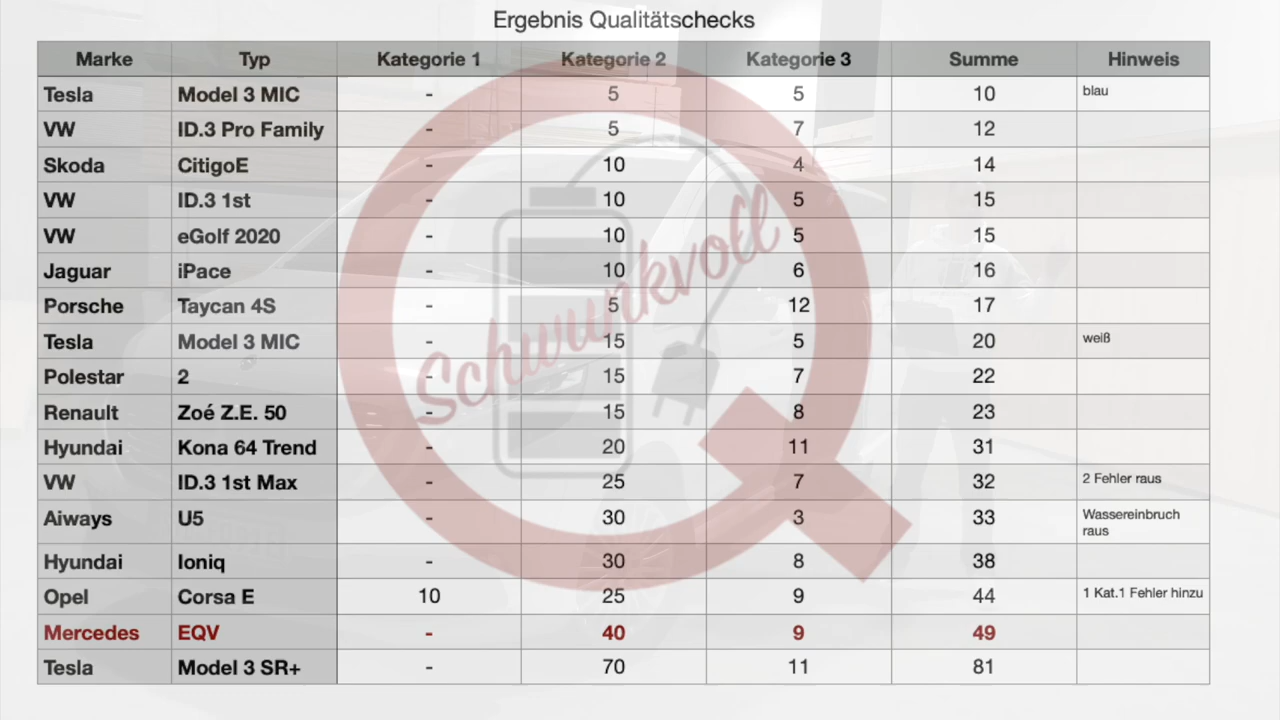 Ergebnis Qualitätschecks
Marke Typ Kategorie 1 Kategorie 2 Kategorie 3 Summe Hinweis
Tesla Model 3 MIC - 5 5 10 blau
VW ID.3 Pro Family - 5 7 12
Skoda CitigoE - 10 4 14
VW ID.3 1st - 10 5 15
VW eGolf 2020 - 10 5 15
Jaguar iPace - 10 6 16
Porsche Taycan 4S - 5 12 17
Tesla Model 3 MIC - 15 5 20 weiß
Polestar 2 - 15 7 22
Renault Zoé Z.E. 50 - 15 8 23
Hyundai Kona 64 Trend - 20 11 31
VW ID.3 1st Max - 25 7 32 2 Fehler raus
Aiways U5 - 30 3 33 Wassereinbruch
raus
Hyundai Ioniq - 30 8 38
Opel Corsa E 10 25 9 44 1 Kat.1 Fehler hinzu
Mercedes EQV - 40 9 49
Tesla Model 3 SR+ - 70 11 81
Schwunkvoll